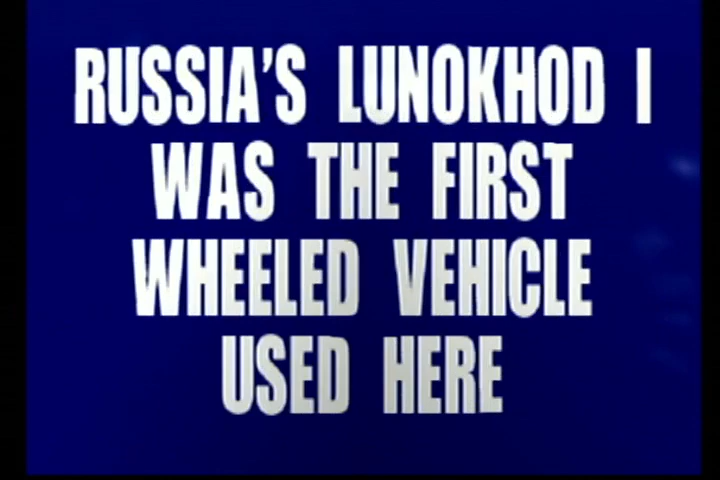 RUSSIA'S LUNOKHOD I
WAS THE FIRST
WHEELED VEHICLE
USED HERE